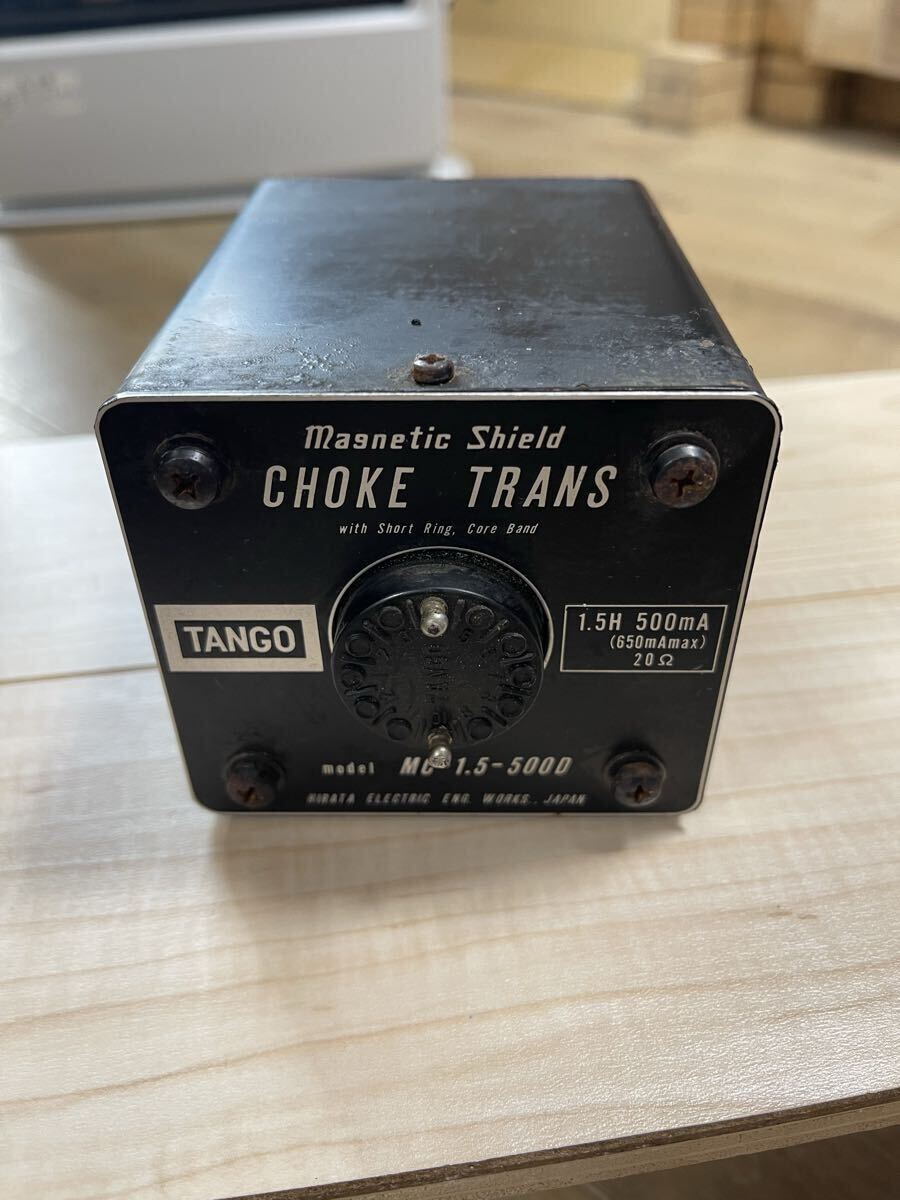 Magnetic Shield
CHOKE TRANS
with Short Ring, Core Band
TANGO
1.5H 500mA
(650mAmax)
20Ω
model MC-1.5-500D
HIRATA ELECTRIC ENG. WORKS., JAPAN